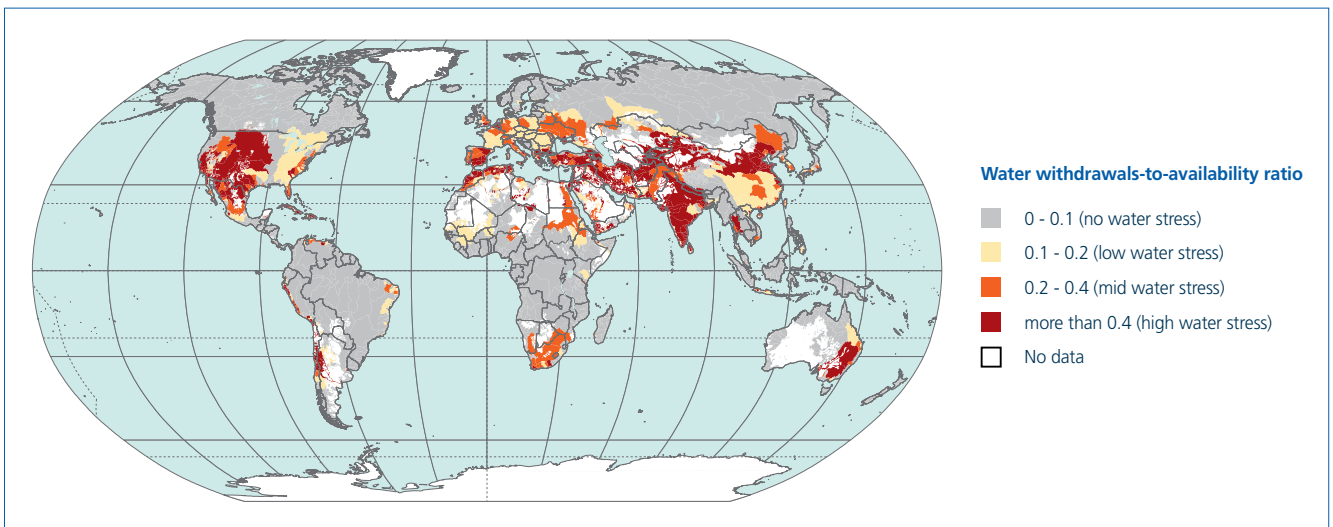 Water withdrawals-to-availability ratio
0 - 0.1 (no water stress)
0.1 - 0.2 (low water stress)
0.2 - 0.4 (mid water stress)
more than 0.4 (high water stress)
No data